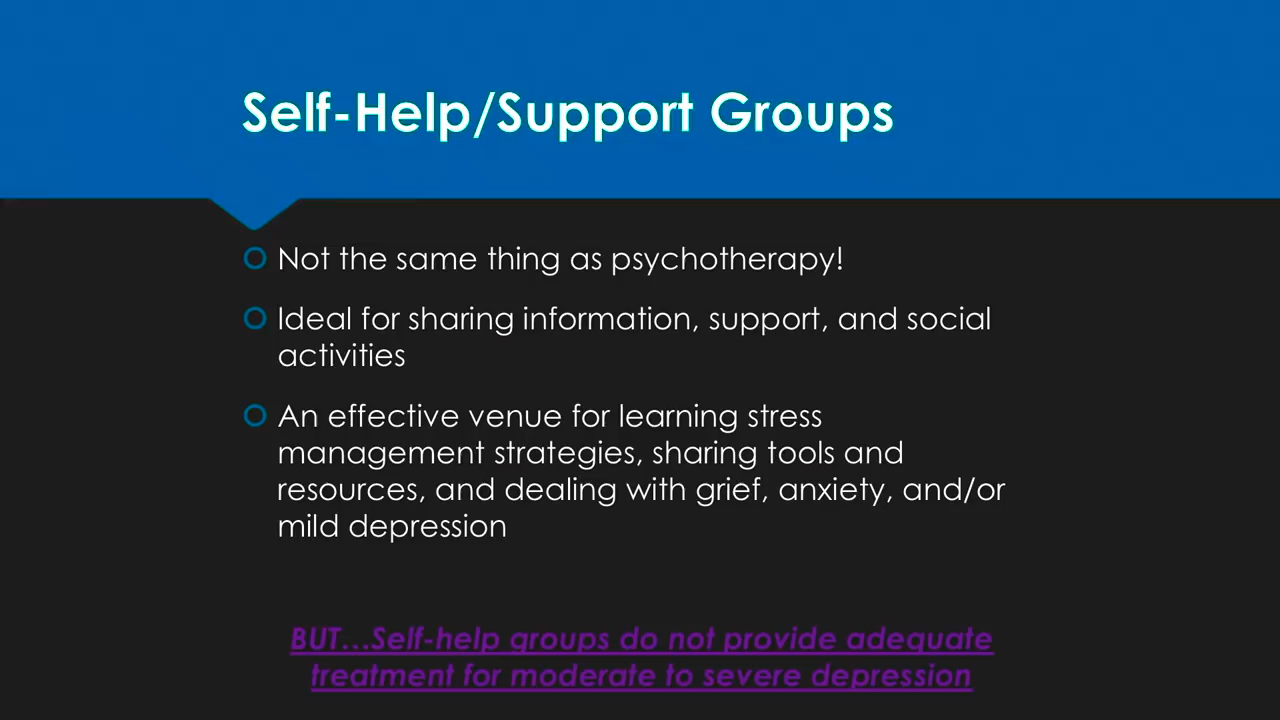 Self-Help/Support Groups
Not the same thing as psychotherapy!
Ideal for sharing information, support, and social
activities
An effective venue for learning stress
management strategies, sharing tools and
resources, and dealing with grief, anxiety, and/or
mild depression
BUT...Self-help groups do not provide adequate
treatment for moderate to severe depression